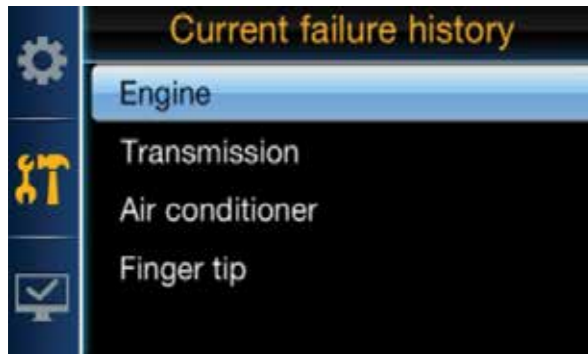 Current failure history
Engine
Transmission
Air conditioner
Finger tip